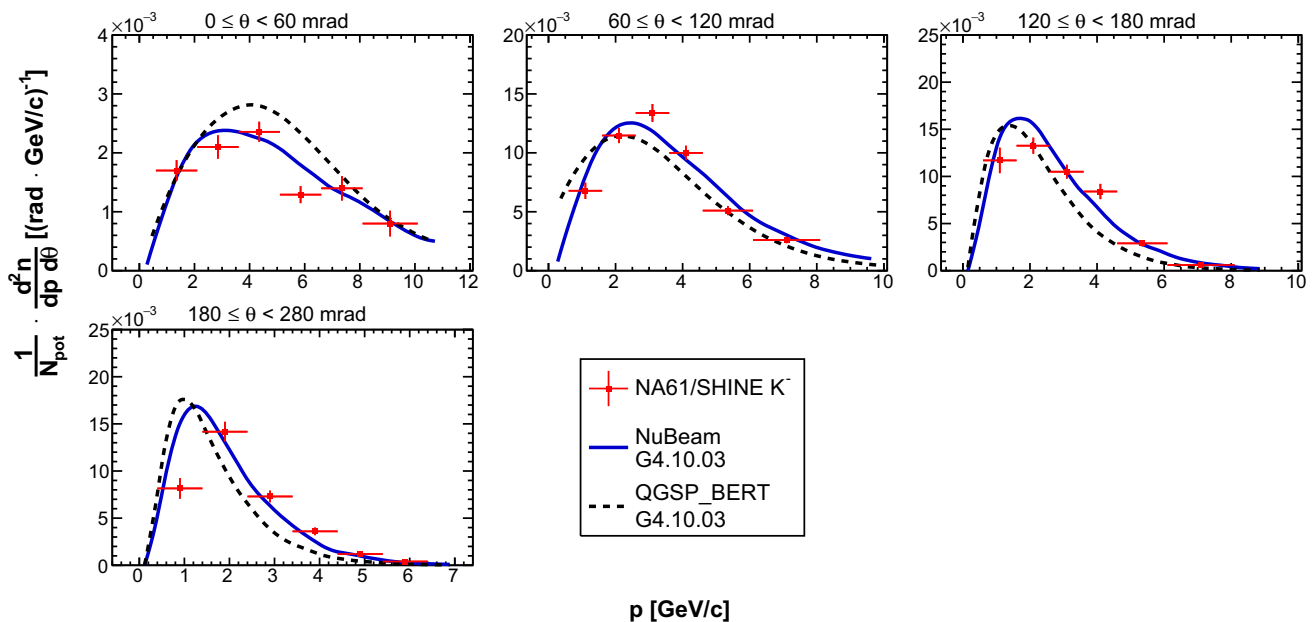 ×10⁻³ 0 ≤ θ < 60 mrad
4
3
2
1
0
0 2 4 6 8 10 12
×10⁻³ 60 ≤ θ < 120 mrad
20
15
10
5
0
0 2 4 6 8 10
×10⁻³ 120 ≤ θ < 180 mrad
25
20
15
10
5
0
0 2 4 6 8 10
1/N_pot · d²n/dp dθ [(rad · GeV/c)⁻¹]
×10⁻³ 180 ≤ θ < 280 mrad
25
20
15
10
5
0
0 1 2 3 4 5 6 7
NA61/SHINE K⁻
NuBeam
G4.10.03
QGSP_BERT
G4.10.03
p [GeV/c]